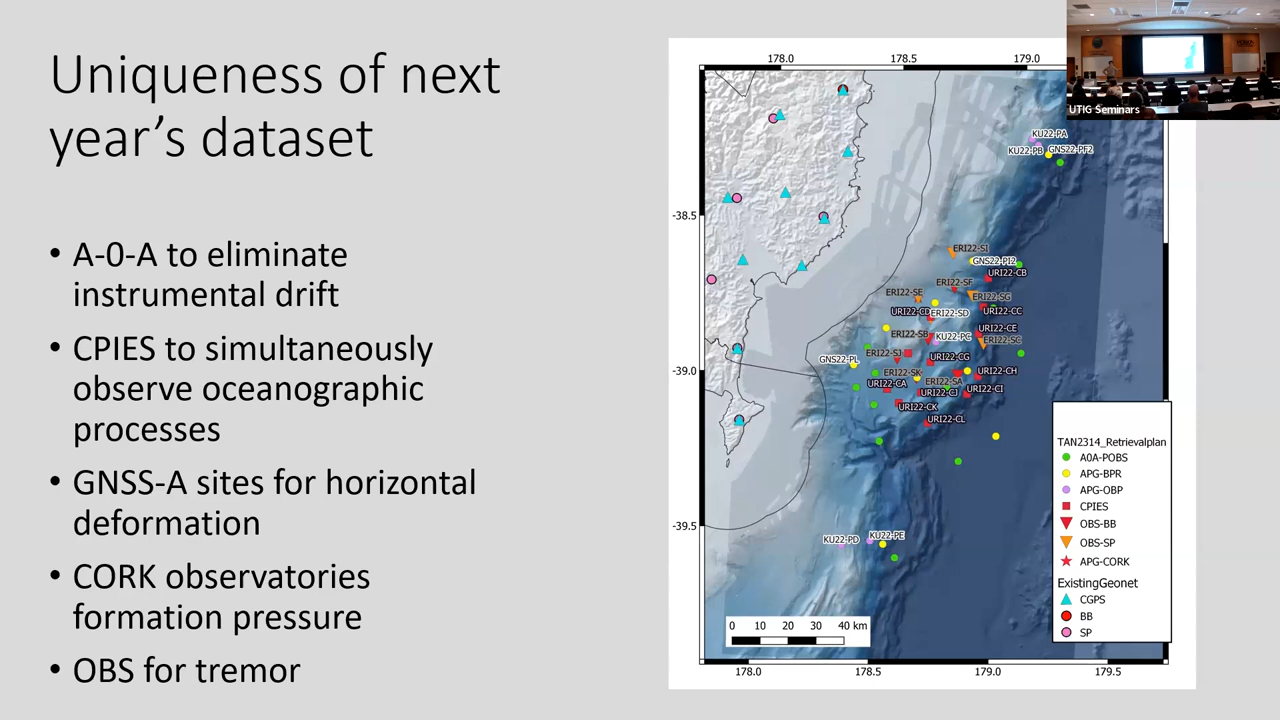 Uniqueness of next
year's dataset
• A-0-A to eliminate
instrumental drift
• CPIES to simultaneously
observe oceanographic
processes
• GNSS-A sites for horizontal
deformation
• CORK observatories
formation pressure
• OBS for tremor
178.0 178.5 179.0
UTIG Seminars
KU22-PA
KU22-PB GNS22-PF2
-38.5
ERI22-SI
GNS22-PI2
URI22-CB
ERI22-SF
ERI22-SE
ERI22-SG
URI22-CD ERI22-SD URI22-CC
URI22-CE
ERI22-SB KU22-PC ERI22-SC
ERI22-SJ
GNS22-PL URI22-CG
-39.0
ERI22-SK URI22-CH
URI22-CA ERI22-SA
URI22-CJ URI22-CI
URI22-CK
URI22-CL
-39.5
KU22-PD KU22-PE
TAN2314_Retrievalplan
A0A-POBS
APG-BPR
APG-OBP
CPIES
OBS-BB
OBS-SP
APG-CORK
ExistingGeonet
CGPS
BB
SP
0 10 20 30 40 km
178.0 178.5 179.0 179.5